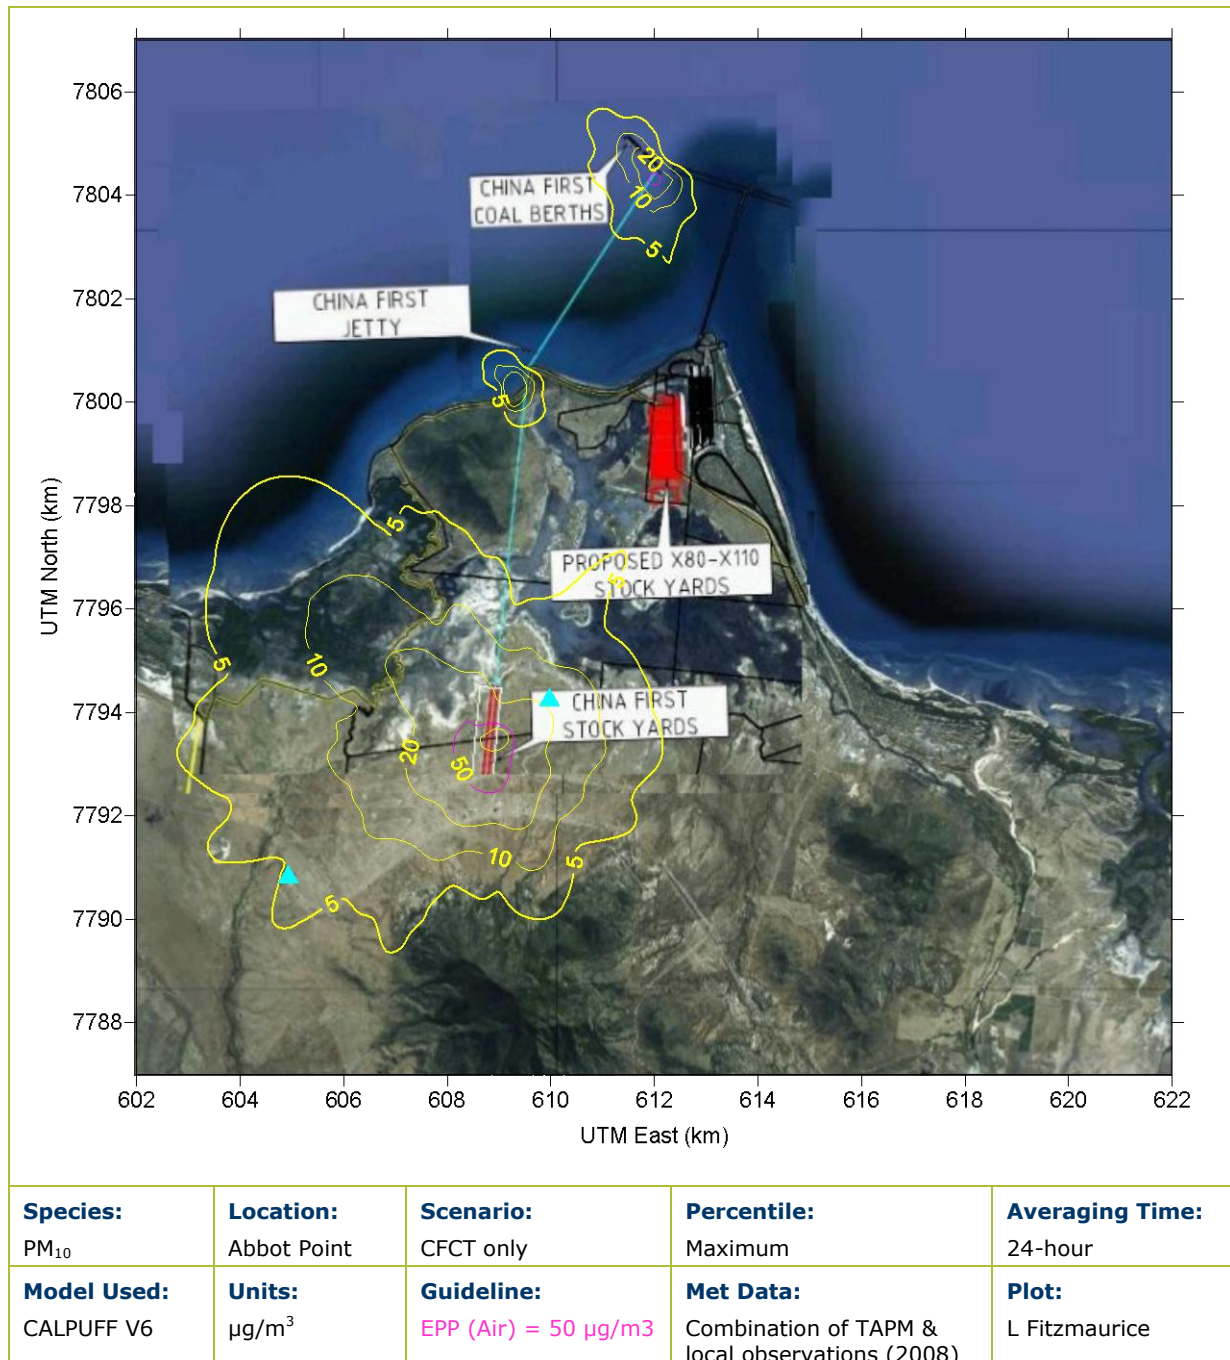 7806
7804
7802
7800
7798
7796
7794
7792
7790
7788
UTM North (km)
20
10
5
CHINA FIRST
COAL BERTHS
CHINA FIRST
JETTY
5
5
PROPOSED X80-X110
STOCK YARDS
5
10
5
CHINA FIRST
STOCK YARDS
20
50
10
5
5
602 604 606 608 610 612 614 616 618 620 622
UTM East (km)
Species: Location: Scenario: Percentile: Averaging Time:
PM₁₀ Abbot Point CFCT only Maximum 24-hour
Model Used: Units: Guideline: Met Data: Plot:
CALPUFF V6 µg/m³ EPP (Air) = 50 µg/m3 Combination of TAPM & L Fitzmaurice
local observations (2008)